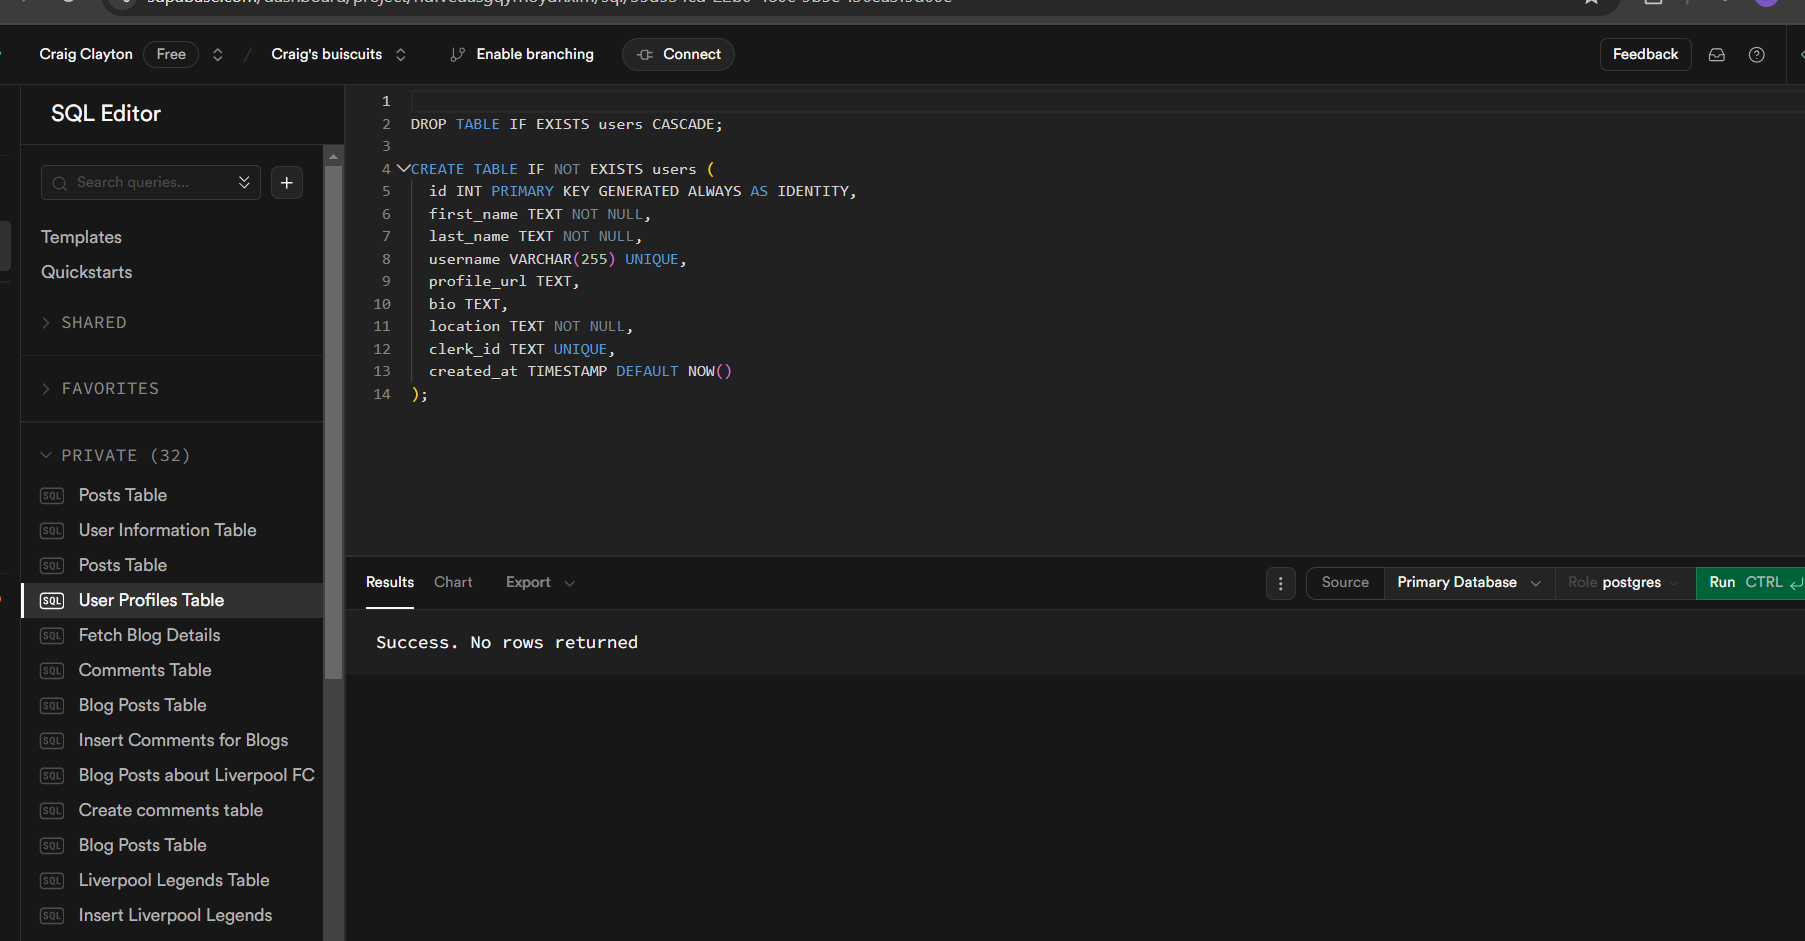 Craig Clayton Free / Craig's buiscuits Enable branching Connect Feedback
SQL Editor
Search queries...
Templates
Quickstarts
SHARED
FAVORITES
PRIVATE (32)
SQL Posts Table
SQL User Information Table
SQL Posts Table
SQL User Profiles Table
SQL Fetch Blog Details
SQL Comments Table
SQL Blog Posts Table
SQL Insert Comments for Blogs
SQL Blog Posts about Liverpool FC
SQL Create comments table
SQL Blog Posts Table
SQL Liverpool Legends Table
SQL Insert Liverpool Legends
1
2 DROP TABLE IF EXISTS users CASCADE;
3
4 CREATE TABLE IF NOT EXISTS users (
5 id INT PRIMARY KEY GENERATED ALWAYS AS IDENTITY,
6 first_name TEXT NOT NULL,
7 last_name TEXT NOT NULL,
8 username VARCHAR(255) UNIQUE,
9 profile_url TEXT,
10 bio TEXT,
11 location TEXT NOT NULL,
12 clerk_id TEXT UNIQUE,
13 created_at TIMESTAMP DEFAULT NOW()
14 );
Results Chart Export Source Primary Database Role postgres Run CTRL
Success. No rows returned